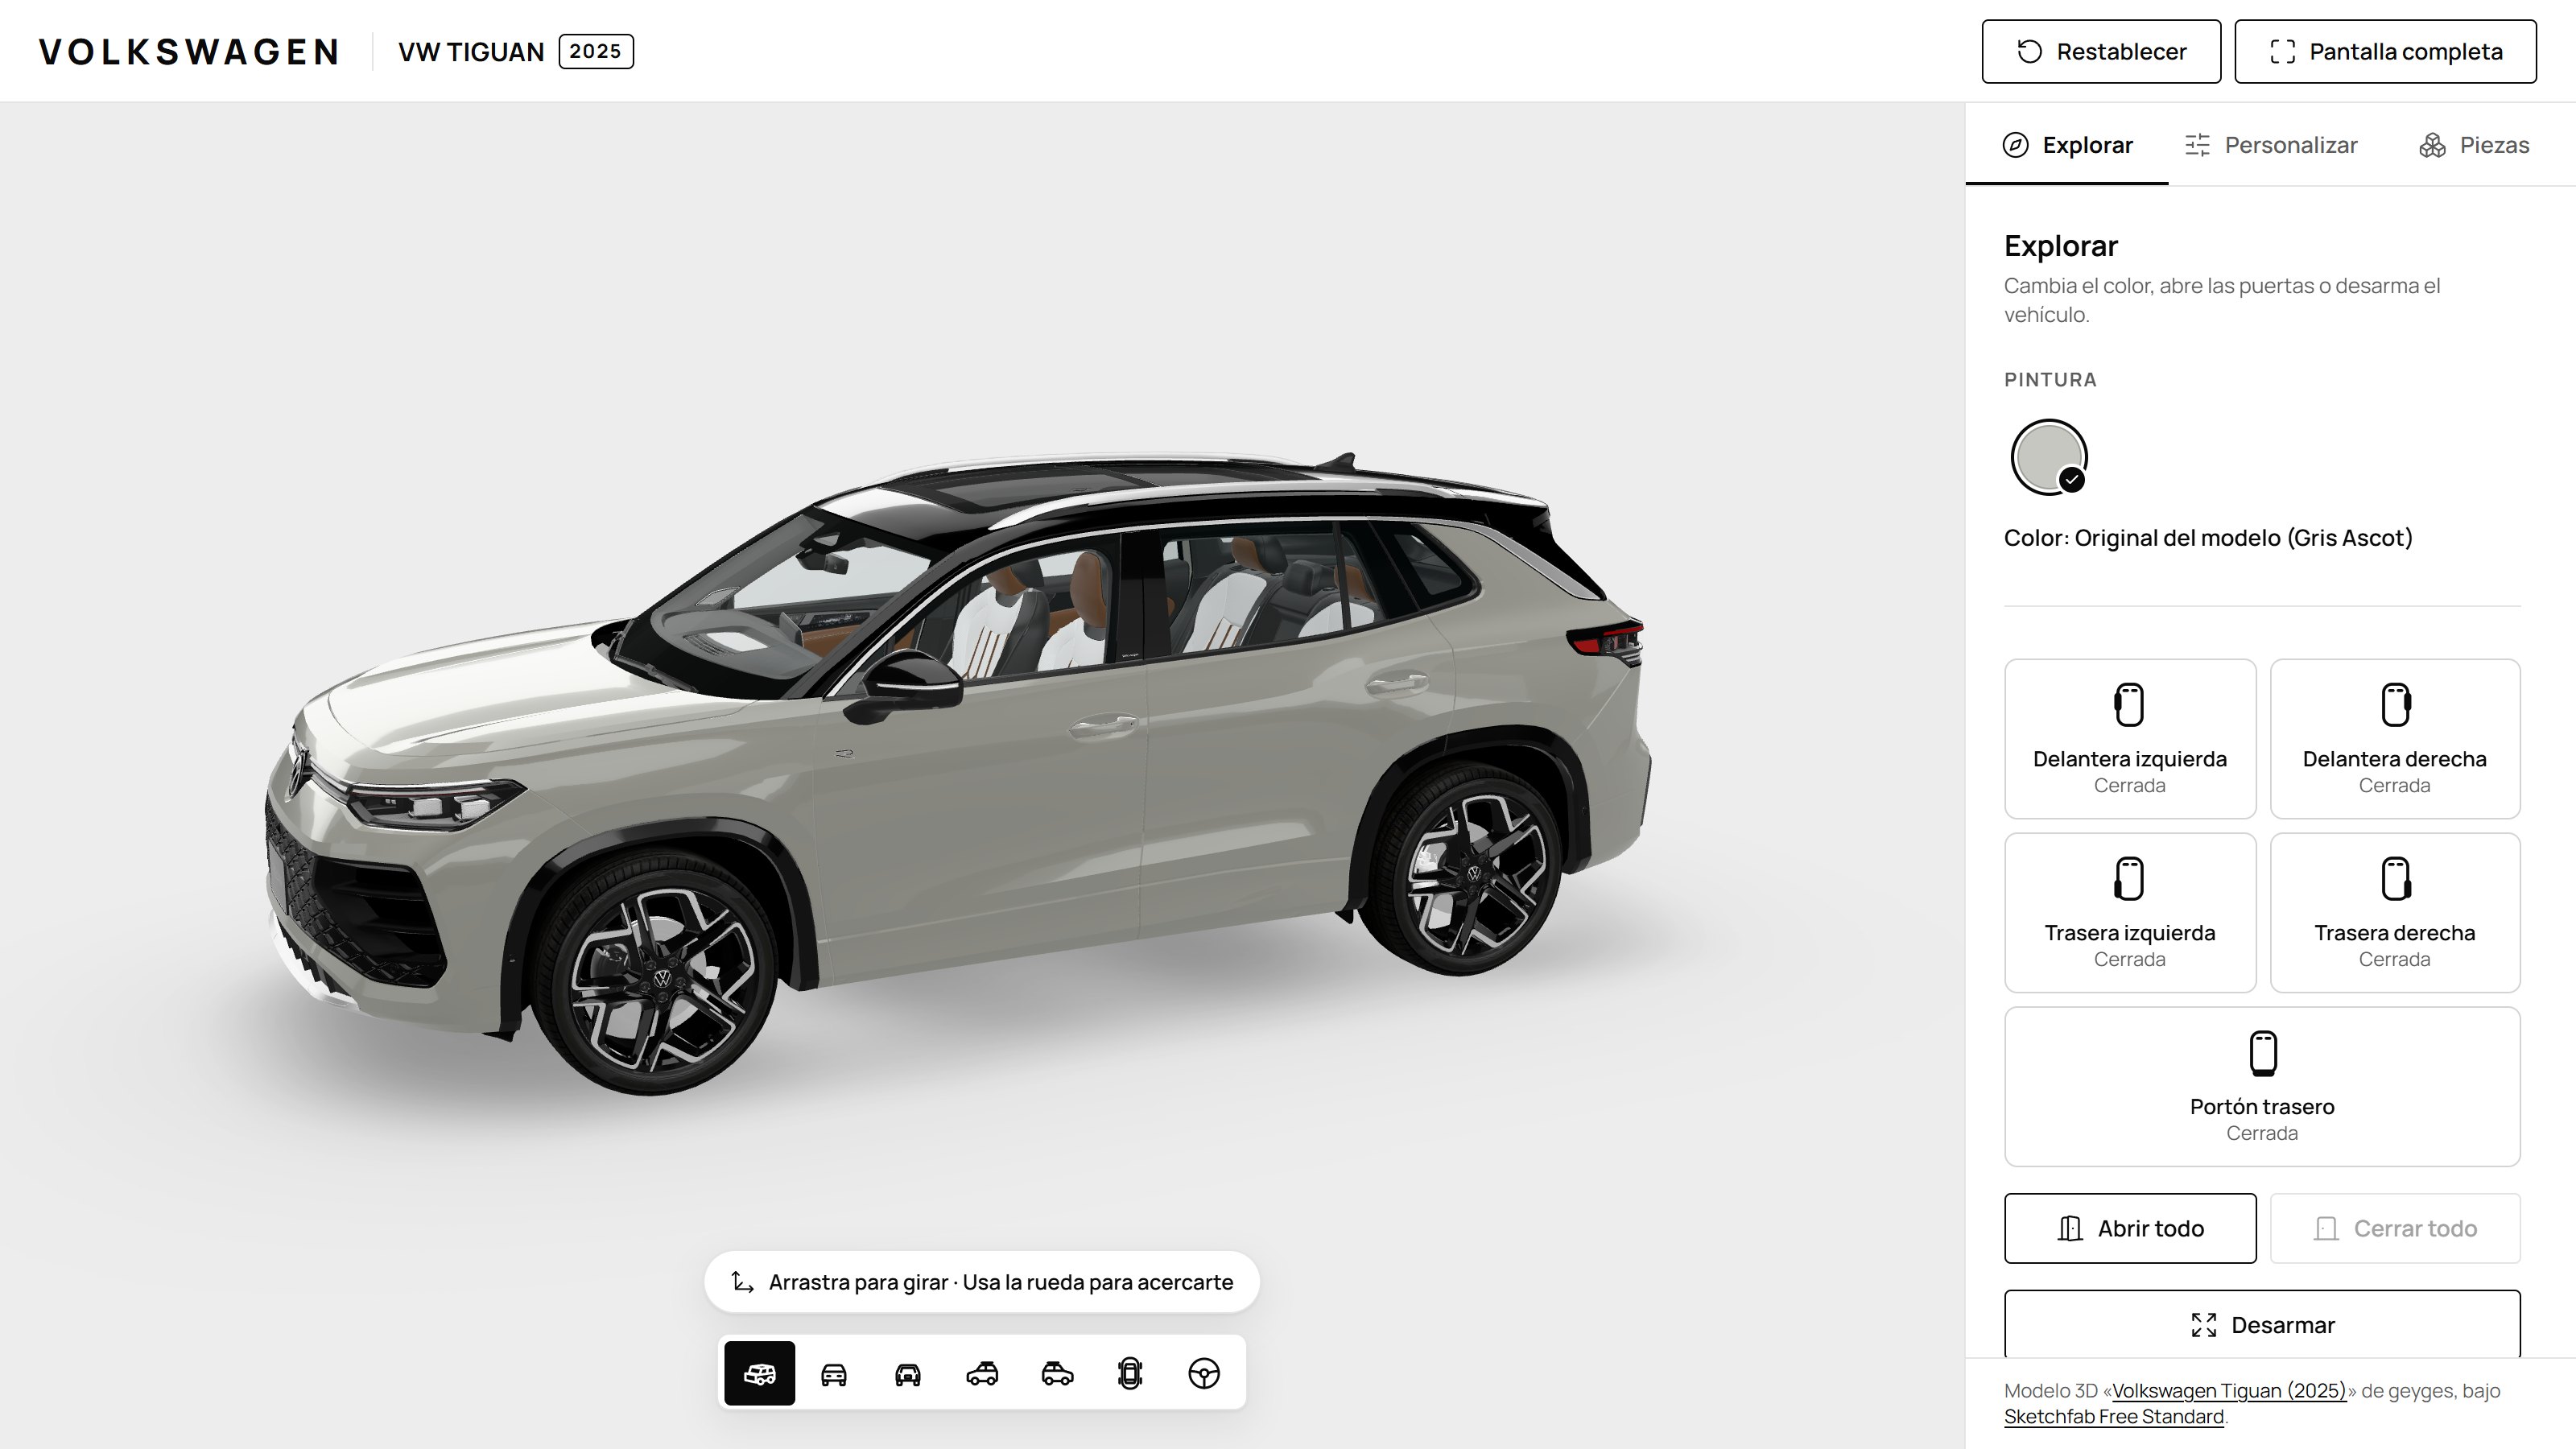 VOLKSWAGEN
VW TIGUAN
2025
Restablecer
Pantalla completa
Explorar
Personalizar
Piezas
Explorar
Cambia el color, abre las puertas o desarma el
vehículo.
PINTURA
Color: Original del modelo (Gris Ascot)
Delantera izquierda
Cerrada
Delantera derecha
Cerrada
Trasera izquierda
Cerrada
Trasera derecha
Cerrada
Portón trasero
Cerrada
Abrir todo
Cerrar todo
Desarmar
Arrastra para girar · Usa la rueda para acercarte
Modelo 3D «Volkswagen Tiguan (2025)» de geyges, bajo
Sketchfab Free Standard.